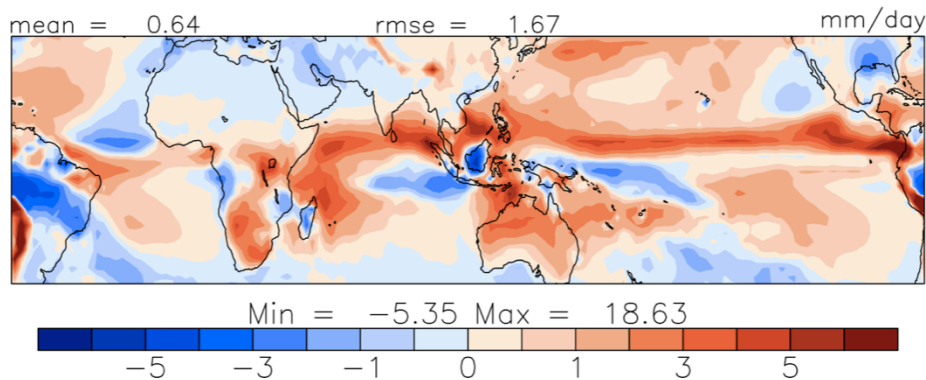 mean = 0.64 rmse = 1.67 mm/day
Min = −5.35 Max = 18.63
−5 −3 −1 0 1 3 5